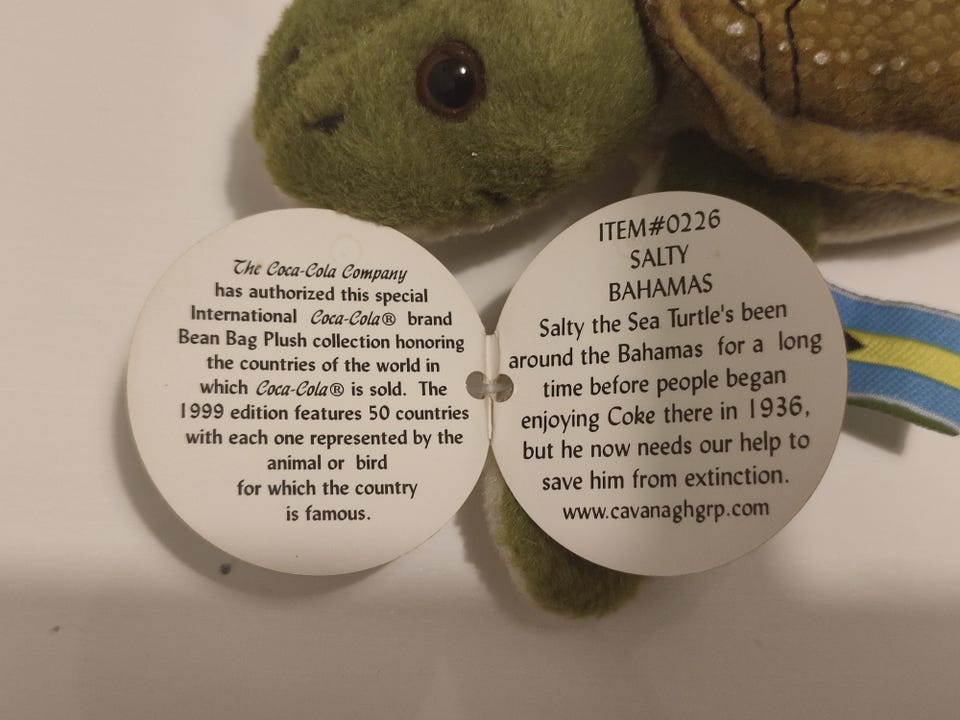 The Coca-Cola Company
has authorized this special
International Coca-Cola® brand
Bean Bag Plush collection honoring
the countries of the world in
which Coca-Cola® is sold. The
1999 edition features 50 countries
with each one represented by the
animal or bird
for which the country
is famous.
ITEM#0226
SALTY
BAHAMAS
Salty the Sea Turtle's been
around the Bahamas for a long
time before people began
enjoying Coke there in 1936,
but he now needs our help to
save him from extinction.
www.cavanaghgrp.com